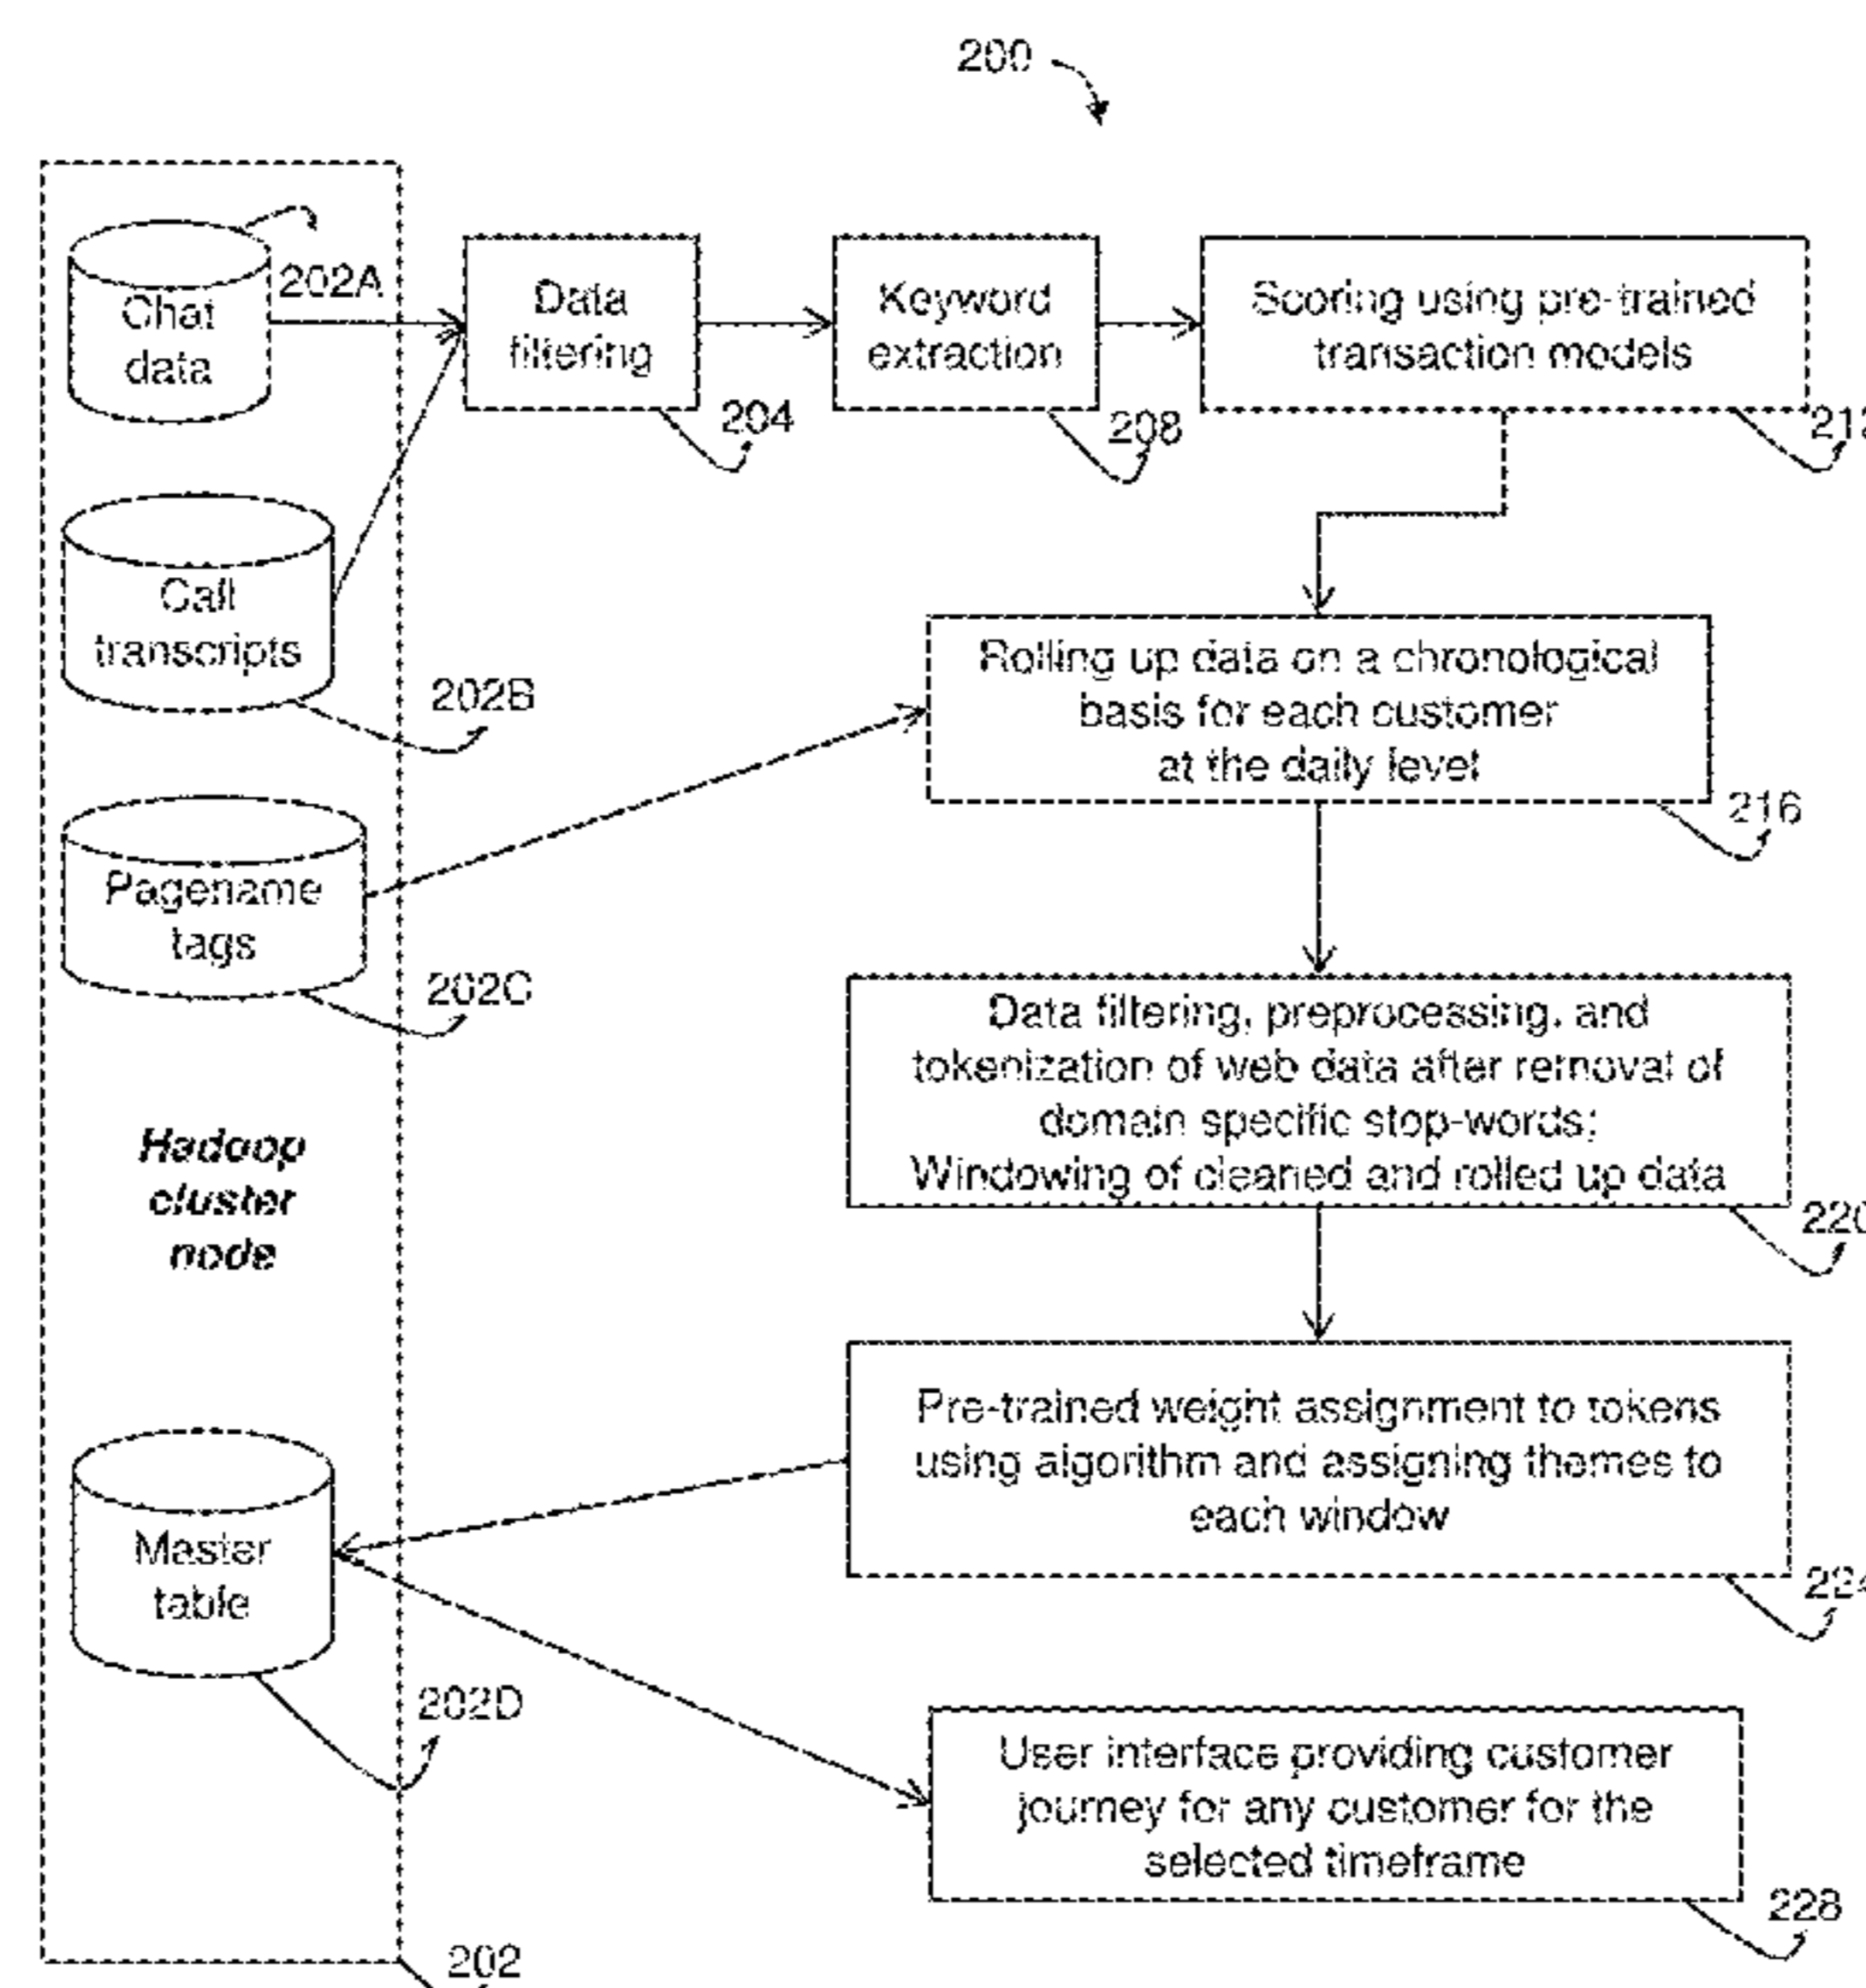 200
Chat
data
202A
Data
filtering
204
Keyword
extraction
208
Scoring using pre-trained
transaction models
212
Call
transcripts
202B
Rolling up data on a chronological
basis for each customer
at the daily level
216
Pagename
tags
202C
Data filtering, preprocessing, and
tokenization of web data after removal of
domain specific stop-words;
Windowing of cleaned and rolled up data
220
Hadoop
cluster
node
Pre-trained weight assignment to tokens
using algorithm and assigning themes to
each window
224
Master
table
202D
User interface providing customer
journey for any customer for the
selected timeframe
228
202